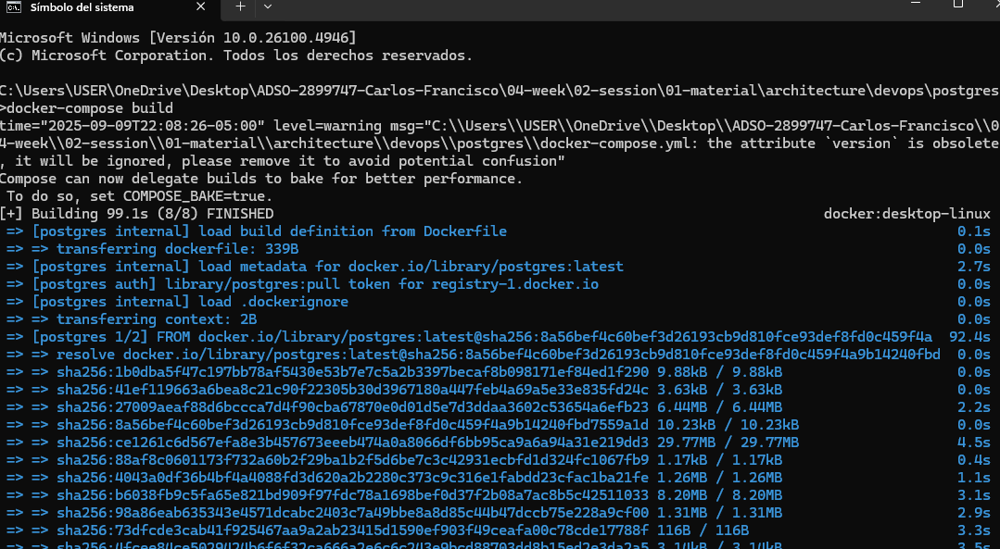 Símbolo del sistema
Microsoft Windows [Versión 10.0.26100.4946]
(c) Microsoft Corporation. Todos los derechos reservados.
C:\Users\USER\OneDrive\Desktop\ADSO-2899747-Carlos-Francisco\04-week\02-session\01-material\architecture\devops\postgres
>docker-compose build
time="2025-09-09T22:08:26-05:00" level=warning msg="C:\\Users\\USER\\OneDrive\\Desktop\\ADSO-2899747-Carlos-Francisco\\0
4-week\\02-session\\01-material\\architecture\\devops\\postgres\\docker-compose.yml: the attribute `version` is obsolete
, it will be ignored, please remove it to avoid potential confusion"
Compose can now delegate builds to bake for better performance.
To do so, set COMPOSE_BAKE=true.
[+] Building 99.1s (8/8) FINISHED docker:desktop-linux
=> [postgres internal] load build definition from Dockerfile 0.1s
=> => transferring dockerfile: 339B 0.0s
=> [postgres internal] load metadata for docker.io/library/postgres:latest 2.7s
=> [postgres auth] library/postgres:pull token for registry-1.docker.io 0.0s
=> [postgres internal] load .dockerignore 0.0s
=> => transferring context: 2B 0.0s
=> [postgres 1/2] FROM docker.io/library/postgres:latest@sha256:8a56bef4c60bef3d26193cb9d810fce93def8fd0c459f4a 92.4s
=> => resolve docker.io/library/postgres:latest@sha256:8a56bef4c60bef3d26193cb9d810fce93def8fd0c459f4a9b14240fbd 0.0s
=> => sha256:1b0dba5f47c197bb78af5430e53b7e7c5a2b3397becaf8b098171ef84ed1f290 9.88kB / 9.88kB 0.0s
=> => sha256:41ef119663a6bea8c21c90f22305b30d3967180a447feb4a69a5e33e835fd24c 3.63kB / 3.63kB 0.0s
=> => sha256:27009aeaf88d6bccca7d4f90cba67870e0d01d5e7d3ddaa3602c53654a6efb23 6.44MB / 6.44MB 2.2s
=> => sha256:8a56bef4c60bef3d26193cb9d810fce93def8fd0c459f4a9b14240fbd7559a1d 10.23kB / 10.23kB 0.0s
=> => sha256:ce1261c6d567efa8e3b457673eeeb474a0a8066df6bb95ca9a6a94a31e219dd3 29.77MB / 29.77MB 4.5s
=> => sha256:88af8c0601173f732a60b2f29ba1b2f5d6be7c3c42931ecbfd1d324fc1067fb9 1.17kB / 1.17kB 0.4s
=> => sha256:4043a0df36b4bf4a4088fd3d620a2b2280c373c9c316e1fabdd23cfac1ba21fe 1.26MB / 1.26MB 1.1s
=> => sha256:b6038fb9c5fa65e821bd909f97fdc78a1698bef0d37f2b08a7ac8b5c42511033 8.20MB / 8.20MB 3.1s
=> => sha256:98a86eab635343e4571dcabc2403c7a49bbe8a8d85c44b47dccb75e228a9cf00 1.31MB / 1.31MB 2.9s
=> => sha256:73dfcde3cab41f925467aa9a2ab23415d1590ef903f49ceafa00c78cde17788f 116B / 116B 3.3s
=> => 3.14kB / 3.14kB 3.5s